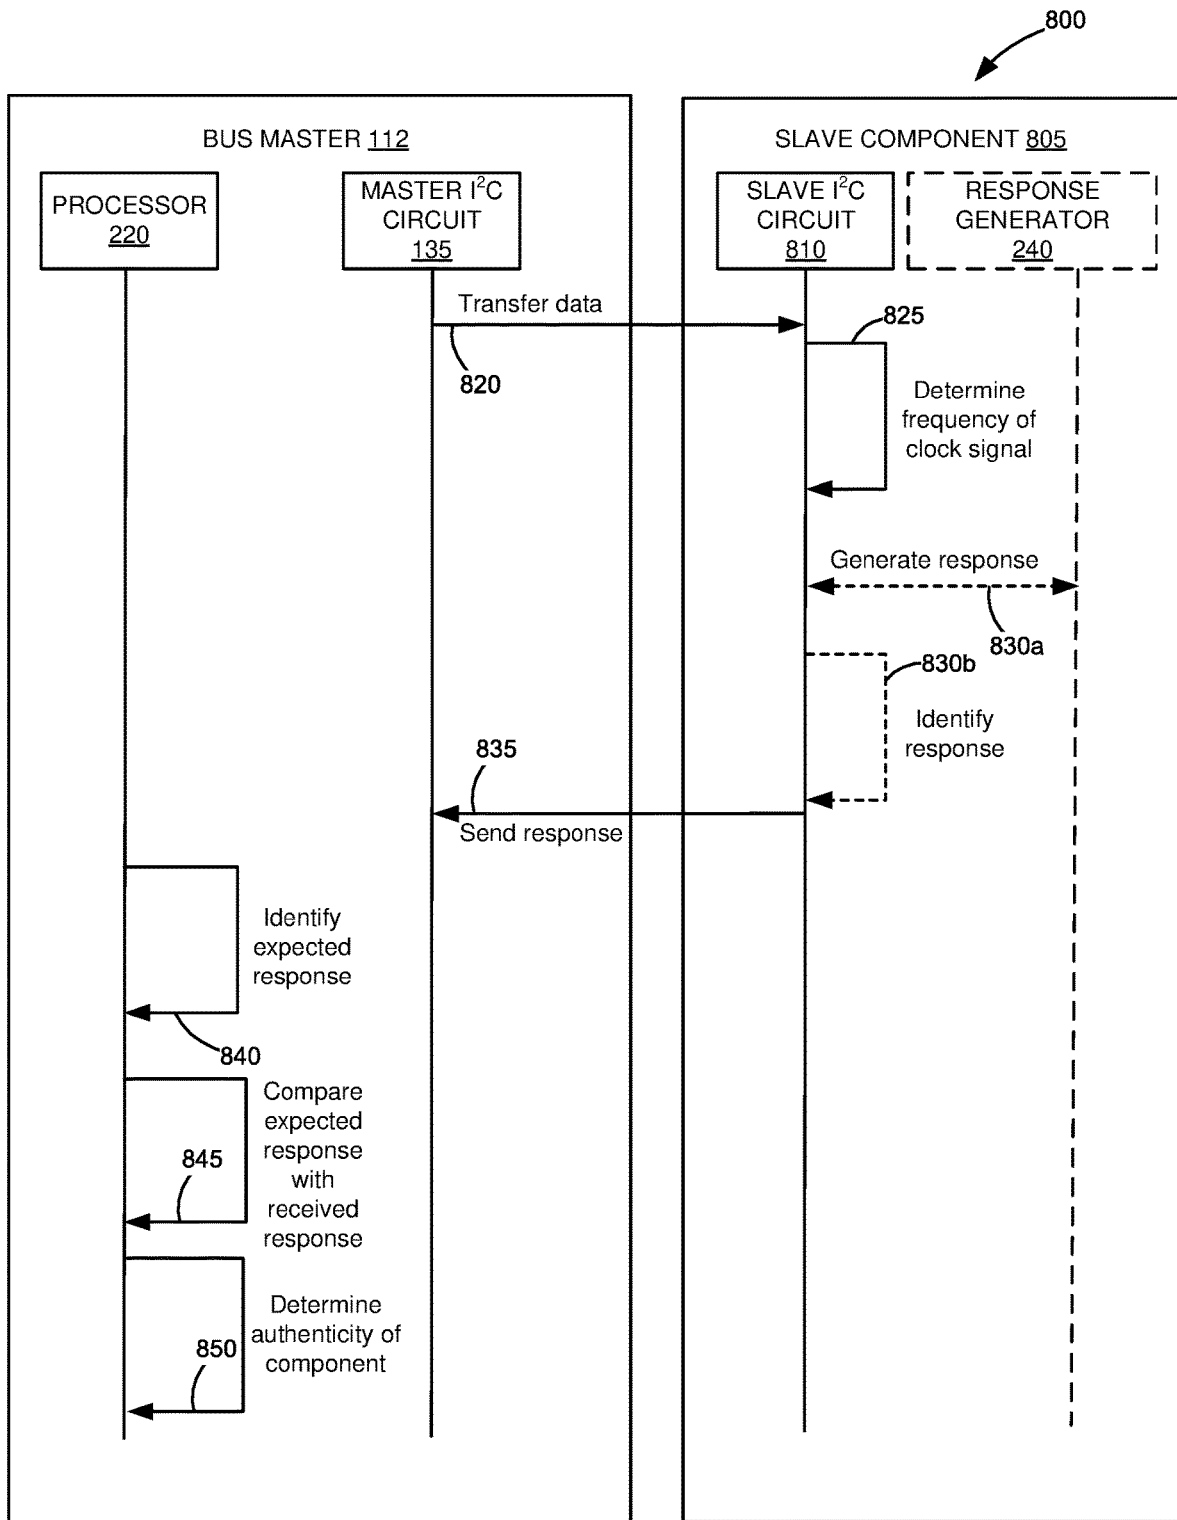 800
BUS MASTER 112
SLAVE COMPONENT 805
PROCESSOR
220
MASTER I²C
CIRCUIT
135
SLAVE I²C
CIRCUIT
810
RESPONSE
GENERATOR
240
Transfer data
820
825
Determine
frequency of
clock signal
Generate response
830a
830b
Identify
response
835
Send response
Identify
expected
response
840
Compare
expected
response
with
received
response
845
Determine
authenticity of
component
850